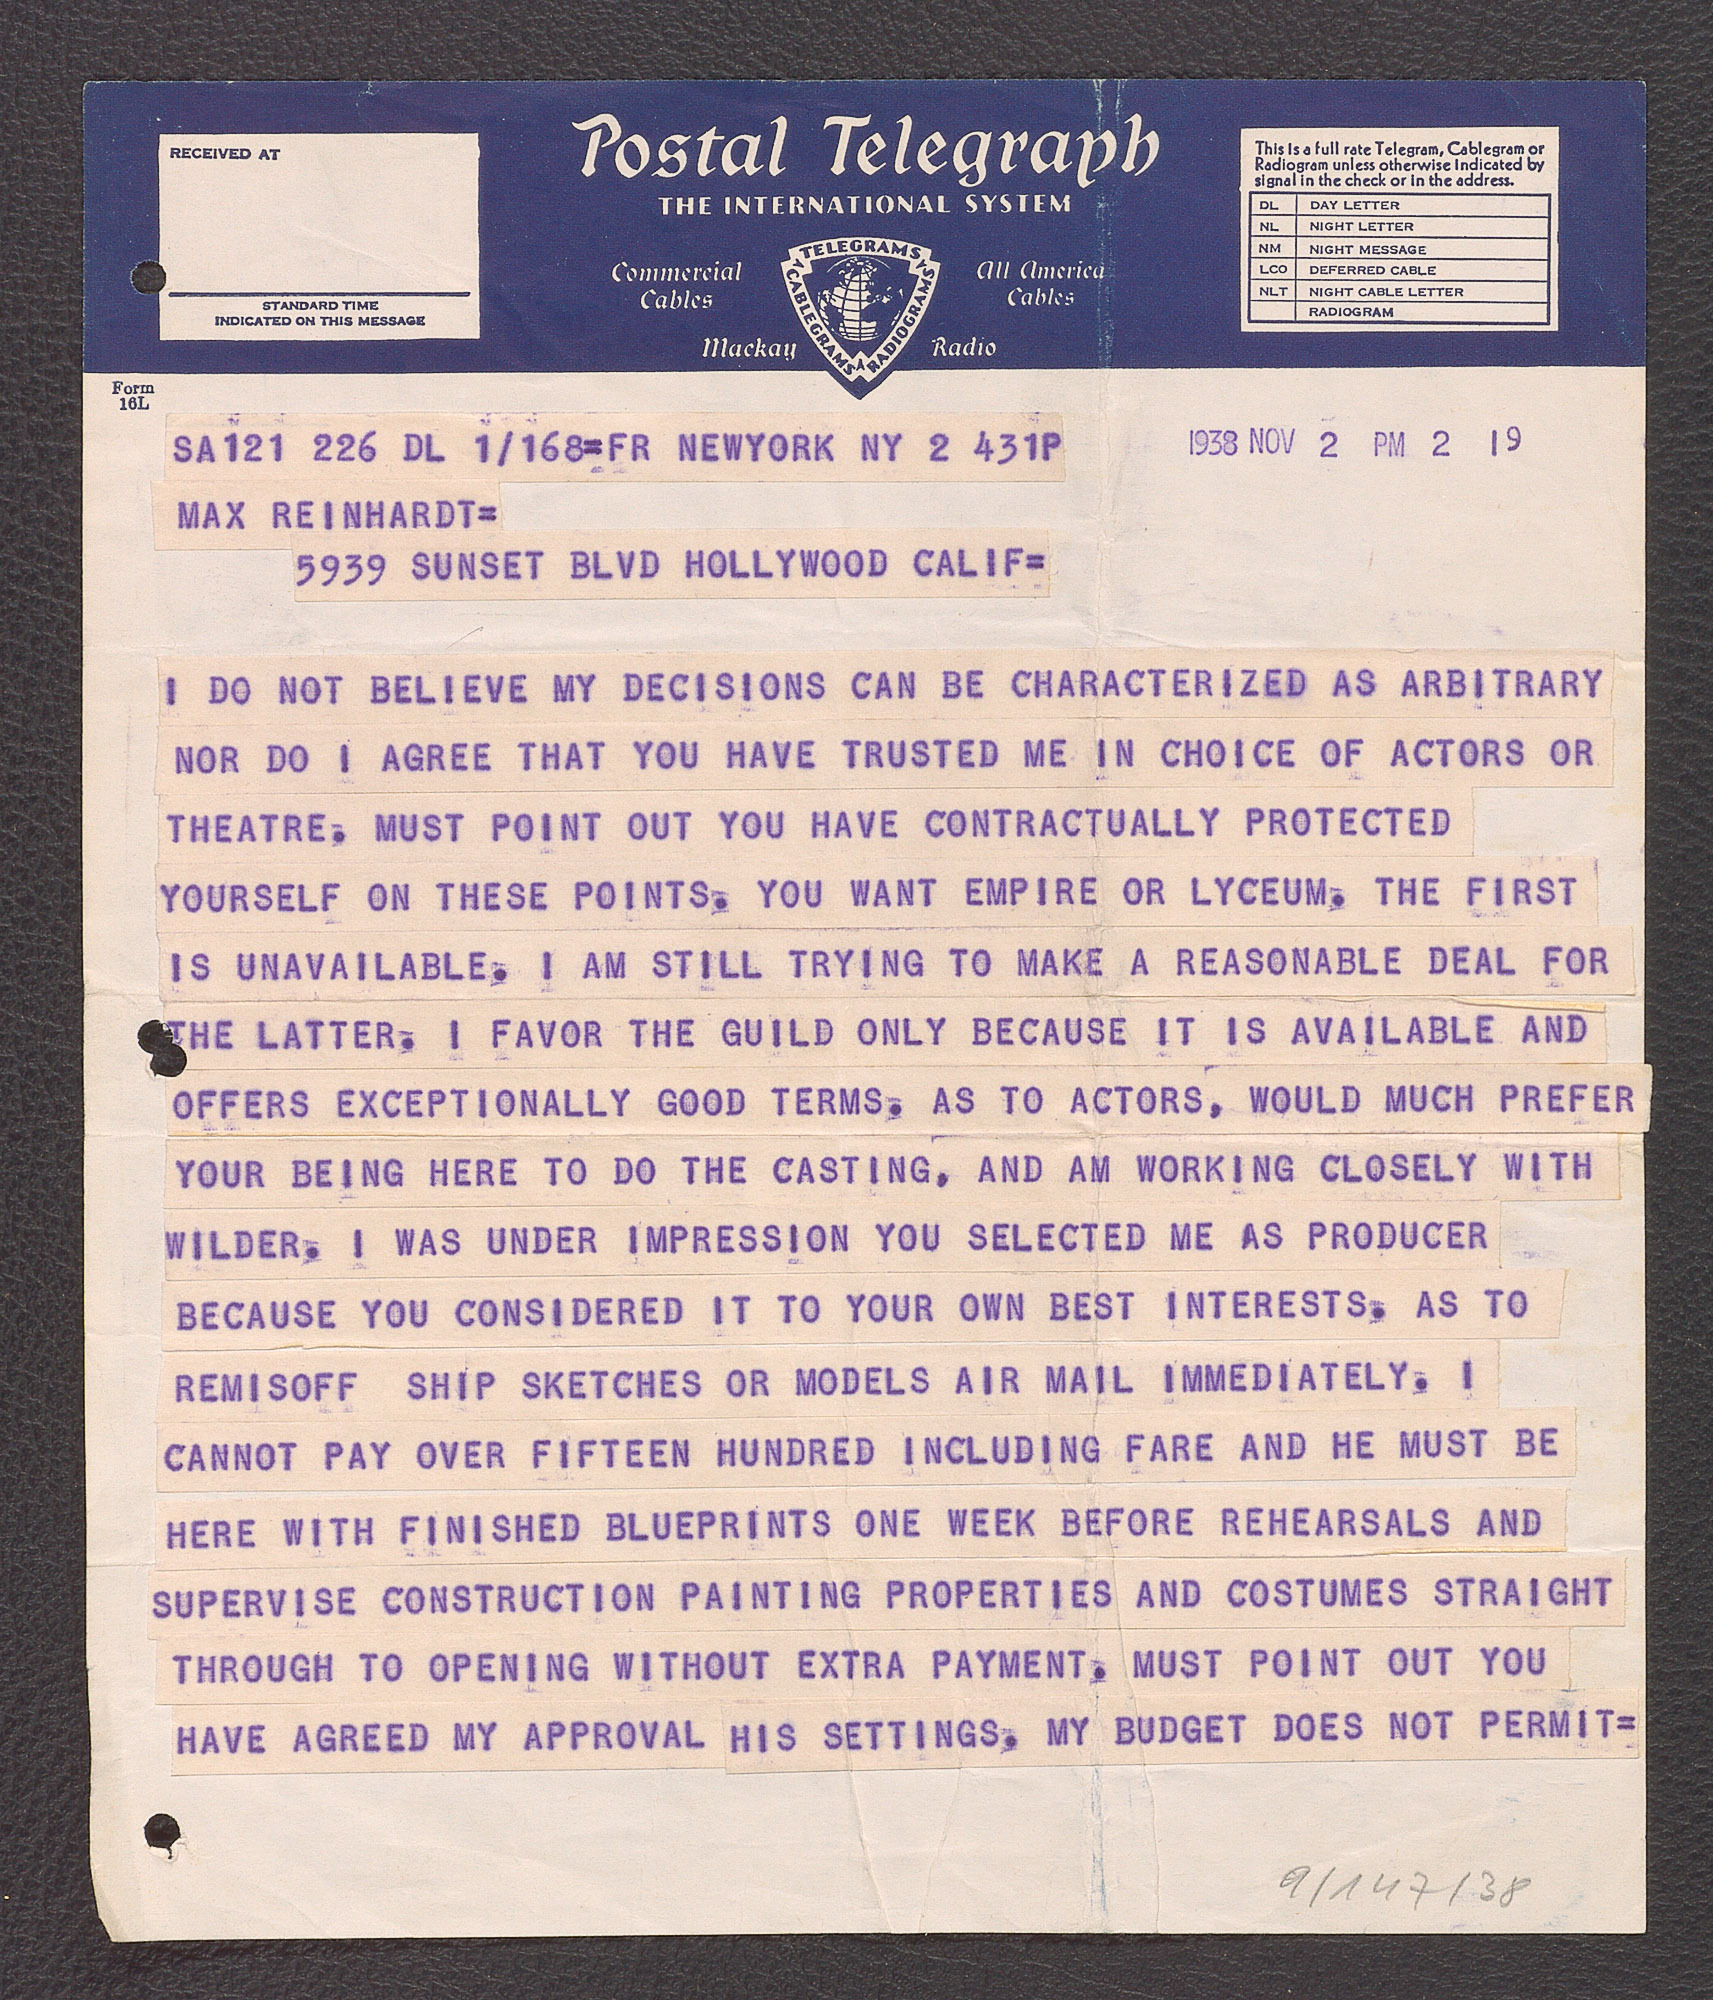 RECEIVED AT
STANDARD TIME
INDICATED ON THIS MESSAGE
Postal Telegraph
THE INTERNATIONAL SYSTEM
Commercial Cables
All America Cables
TELEGRAMS
CABLEGRAMS
RADIOGRAMS
Mackay Radio
This is a full rate Telegram, Cablegram or
Radiogram unless otherwise indicated by
signal in the check or in the address.
DL DAY LETTER
NL NIGHT LETTER
NM NIGHT MESSAGE
LCO DEFERRED CABLE
NLT NIGHT CABLE LETTER
RADIOGRAM
Form
16L
SA121 226 DL 1/168=FR NEWYORK NY 2 431P
1938 NOV 2 PM 2 19
MAX REINHARDT=
5939 SUNSET BLVD HOLLYWOOD CALIF=
I DO NOT BELIEVE MY DECISIONS CAN BE CHARACTERIZED AS ARBITRARY
NOR DO I AGREE THAT YOU HAVE TRUSTED ME IN CHOICE OF ACTORS OR
THEATRE. MUST POINT OUT YOU HAVE CONTRACTUALLY PROTECTED
YOURSELF ON THESE POINTS. YOU WANT EMPIRE OR LYCEUM. THE FIRST
IS UNAVAILABLE. I AM STILL TRYING TO MAKE A REASONABLE DEAL FOR
THE LATTER. I FAVOR THE GUILD ONLY BECAUSE IT IS AVAILABLE AND
OFFERS EXCEPTIONALLY GOOD TERMS. AS TO ACTORS, WOULD MUCH PREFER
YOUR BEING HERE TO DO THE CASTING, AND AM WORKING CLOSELY WITH
WILDER. I WAS UNDER IMPRESSION YOU SELECTED ME AS PRODUCER
BECAUSE YOU CONSIDERED IT TO YOUR OWN BEST INTERESTS. AS TO
REMISOFF SHIP SKETCHES OR MODELS AIR MAIL IMMEDIATELY. I
CANNOT PAY OVER FIFTEEN HUNDRED INCLUDING FARE AND HE MUST BE
HERE WITH FINISHED BLUEPRINTS ONE WEEK BEFORE REHEARSALS AND
SUPERVISE CONSTRUCTION PAINTING PROPERTIES AND COSTUMES STRAIGHT
THROUGH TO OPENING WITHOUT EXTRA PAYMENT. MUST POINT OUT YOU
HAVE AGREED MY APPROVAL HIS SETTINGS. MY BUDGET DOES NOT PERMIT=
9/147/38